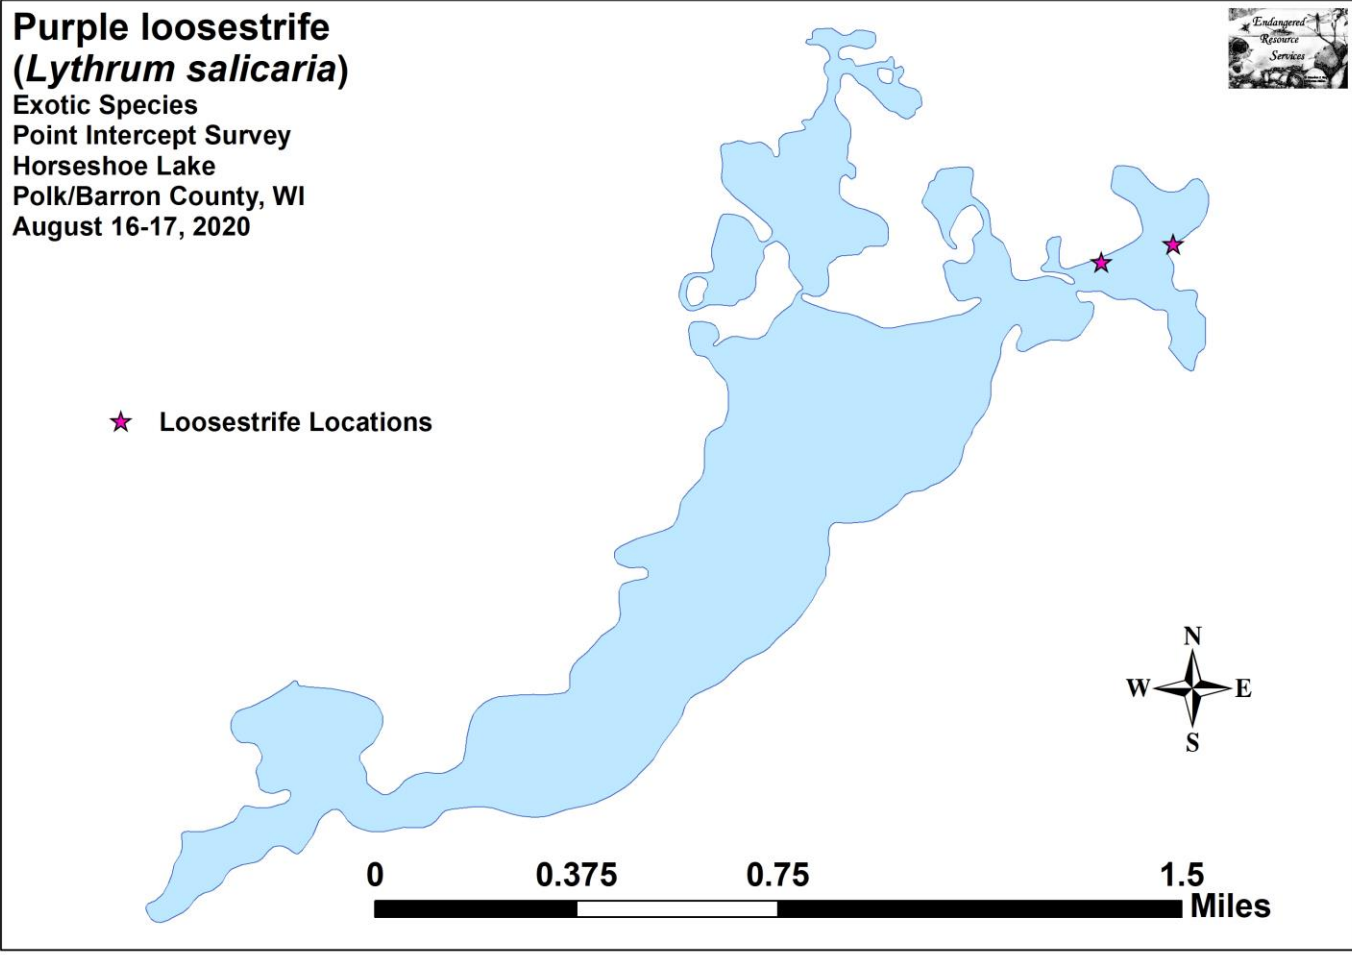 Purple loosestrife
(Lythrum salicaria)
Exotic Species
Point Intercept Survey
Horseshoe Lake
Polk/Barron County, WI
August 16-17, 2020
Endangered
Resource
Services
Loosestrife Locations
N
W E
S
0 0.375 0.75 1.5
Miles